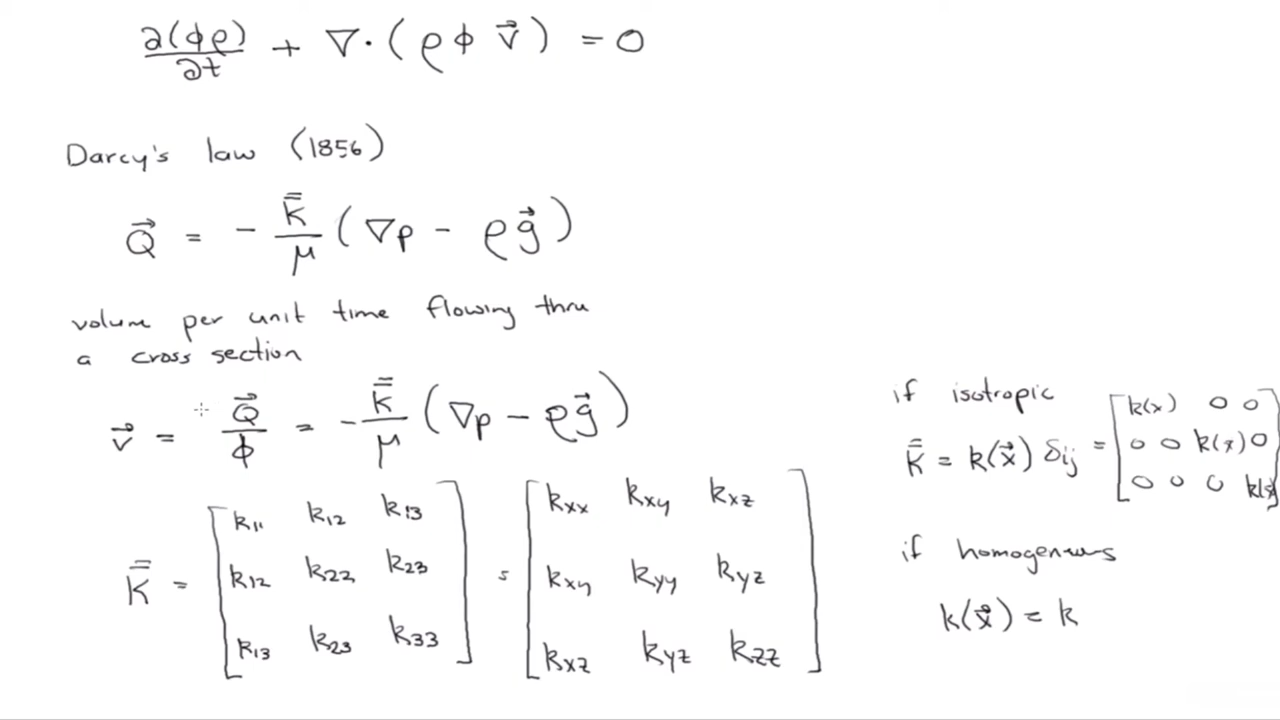 ∂(ϕρ)/∂t + ∇·(ρϕ v⃗) = 0
Darcy's law (1856)
Q⃗ = - k̿/μ (∇p - ρg⃗)
volume per unit time flowing thru
a cross section
v⃗ = Q⃗/ϕ = - k̿/μ (∇p - ρg⃗)
k̿ = [k11 k12 k13
k12 k22 k23
k13 k23 k33]
= [kxx kxy kxz
kxy kyy kyz
kxz kyz kzz]
if isotropic
k̿ = k(x⃗) δij = [k(x) 0 0
0 0 k(x) 0
0 0 0 k(x)]
if homogeneous
k(x⃗) = k